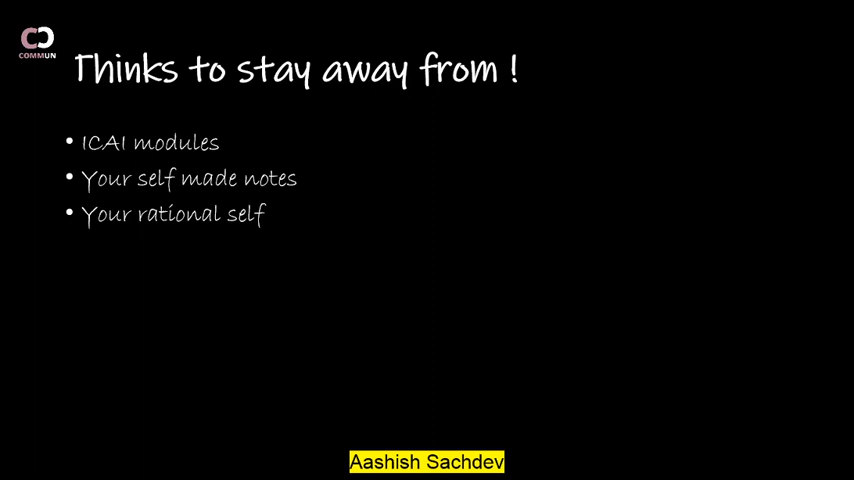 COMMUN
Thinks to stay away from !
• ICAI modules
• Your self made notes
• Your rational self
Aashish Sachdev